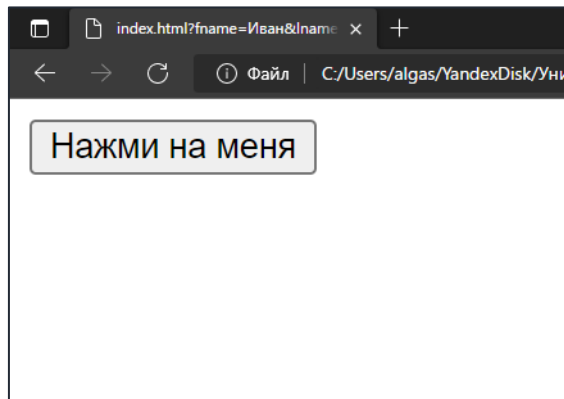 index.html?fname=Иван&lname
Файл C:/Users/algas/YandexDisk/Уни
Нажми на меня